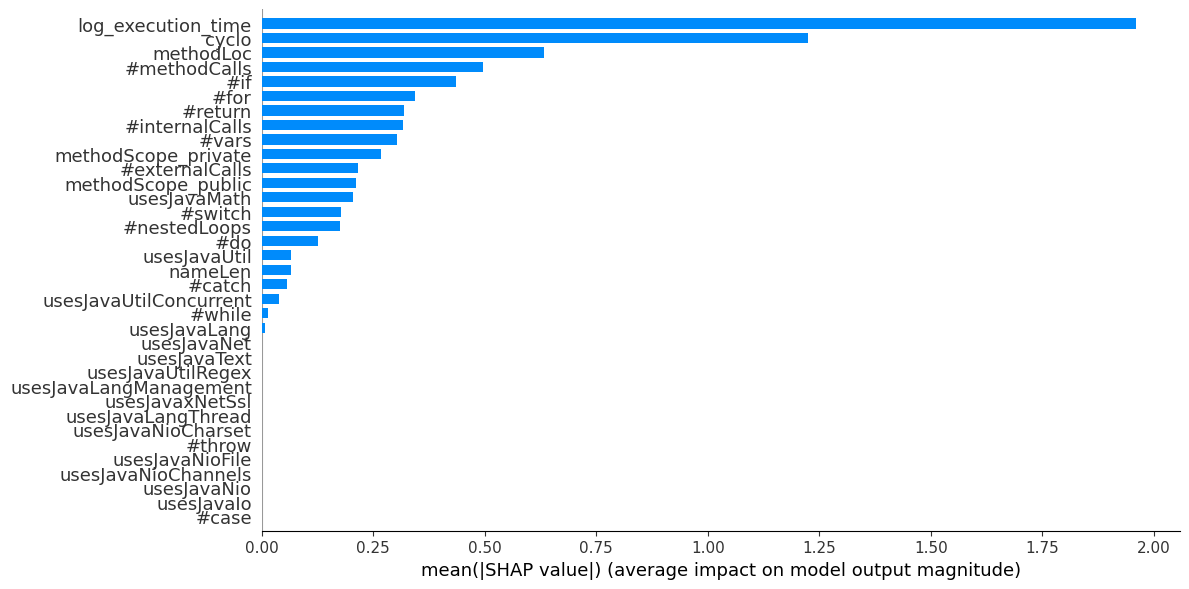 log_execution_time
cyclo
methodLoc
#methodCalls
#if
#for
#return
#internalCalls
#vars
methodScope_private
#externalCalls
methodScope_public
usesJavaMath
#switch
#nestedLoops
#do
usesJavaUtil
nameLen
#catch
usesJavaUtilConcurrent
#while
usesJavaLang
usesJavaNet
usesJavaText
usesJavaUtilRegex
usesJavaLangManagement
usesJavaxNetSsl
usesJavaLangThread
usesJavaNioCharset
#throw
usesJavaNioFile
usesJavaNioChannels
usesJavaNio
usesJavaIo
#case
0.00 0.25 0.50 0.75 1.00 1.25 1.50 1.75 2.00
mean(|SHAP value|) (average impact on model output magnitude)